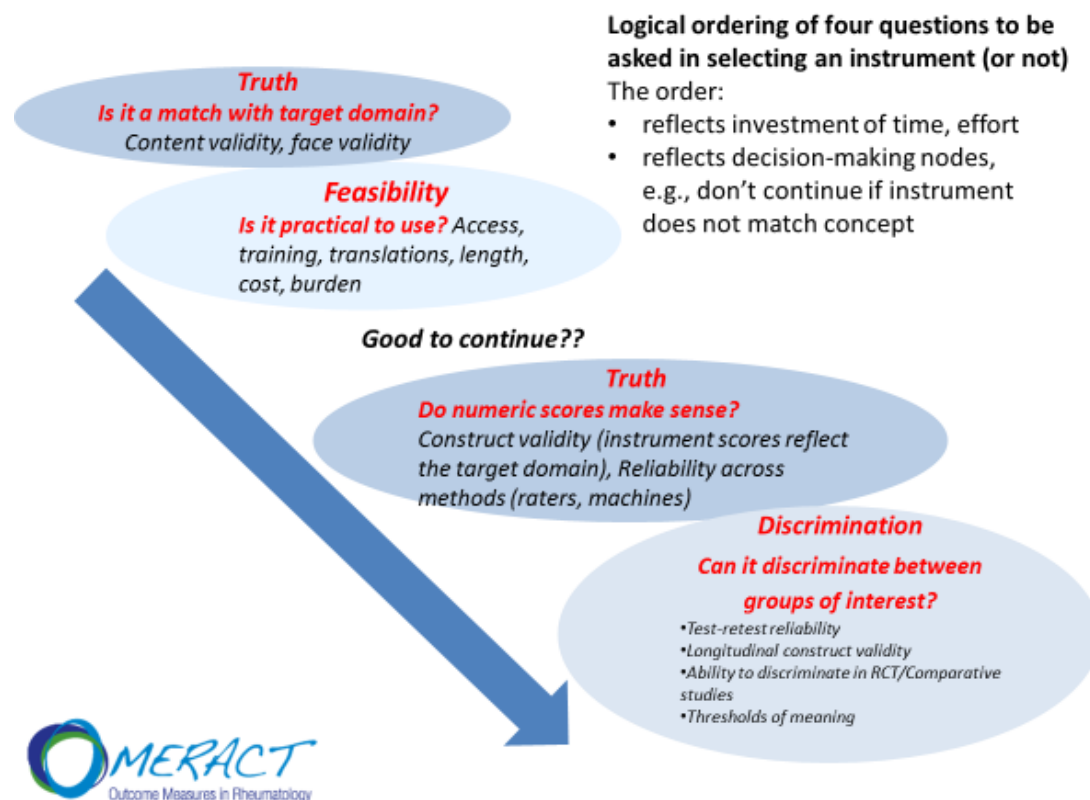 Logical ordering of four questions to be
asked in selecting an instrument (or not)
The order:
• reflects investment of time, effort
• reflects decision-making nodes,
e.g., don’t continue if instrument
does not match concept
Truth
Is it a match with target domain?
Content validity, face validity
Feasibility
Is it practical to use? Access,
training, translations, length,
cost, burden
Good to continue??
Truth
Do numeric scores make sense?
Construct validity (instrument scores reflect
the target domain), Reliability across
methods (raters, machines)
Discrimination
Can it discriminate between
groups of interest?
•Test-retest reliability
•Longitudinal construct validity
•Ability to discriminate in RCT/Comparative
studies
•Thresholds of meaning
OMERACT
Outcome Measures in Rheumatology